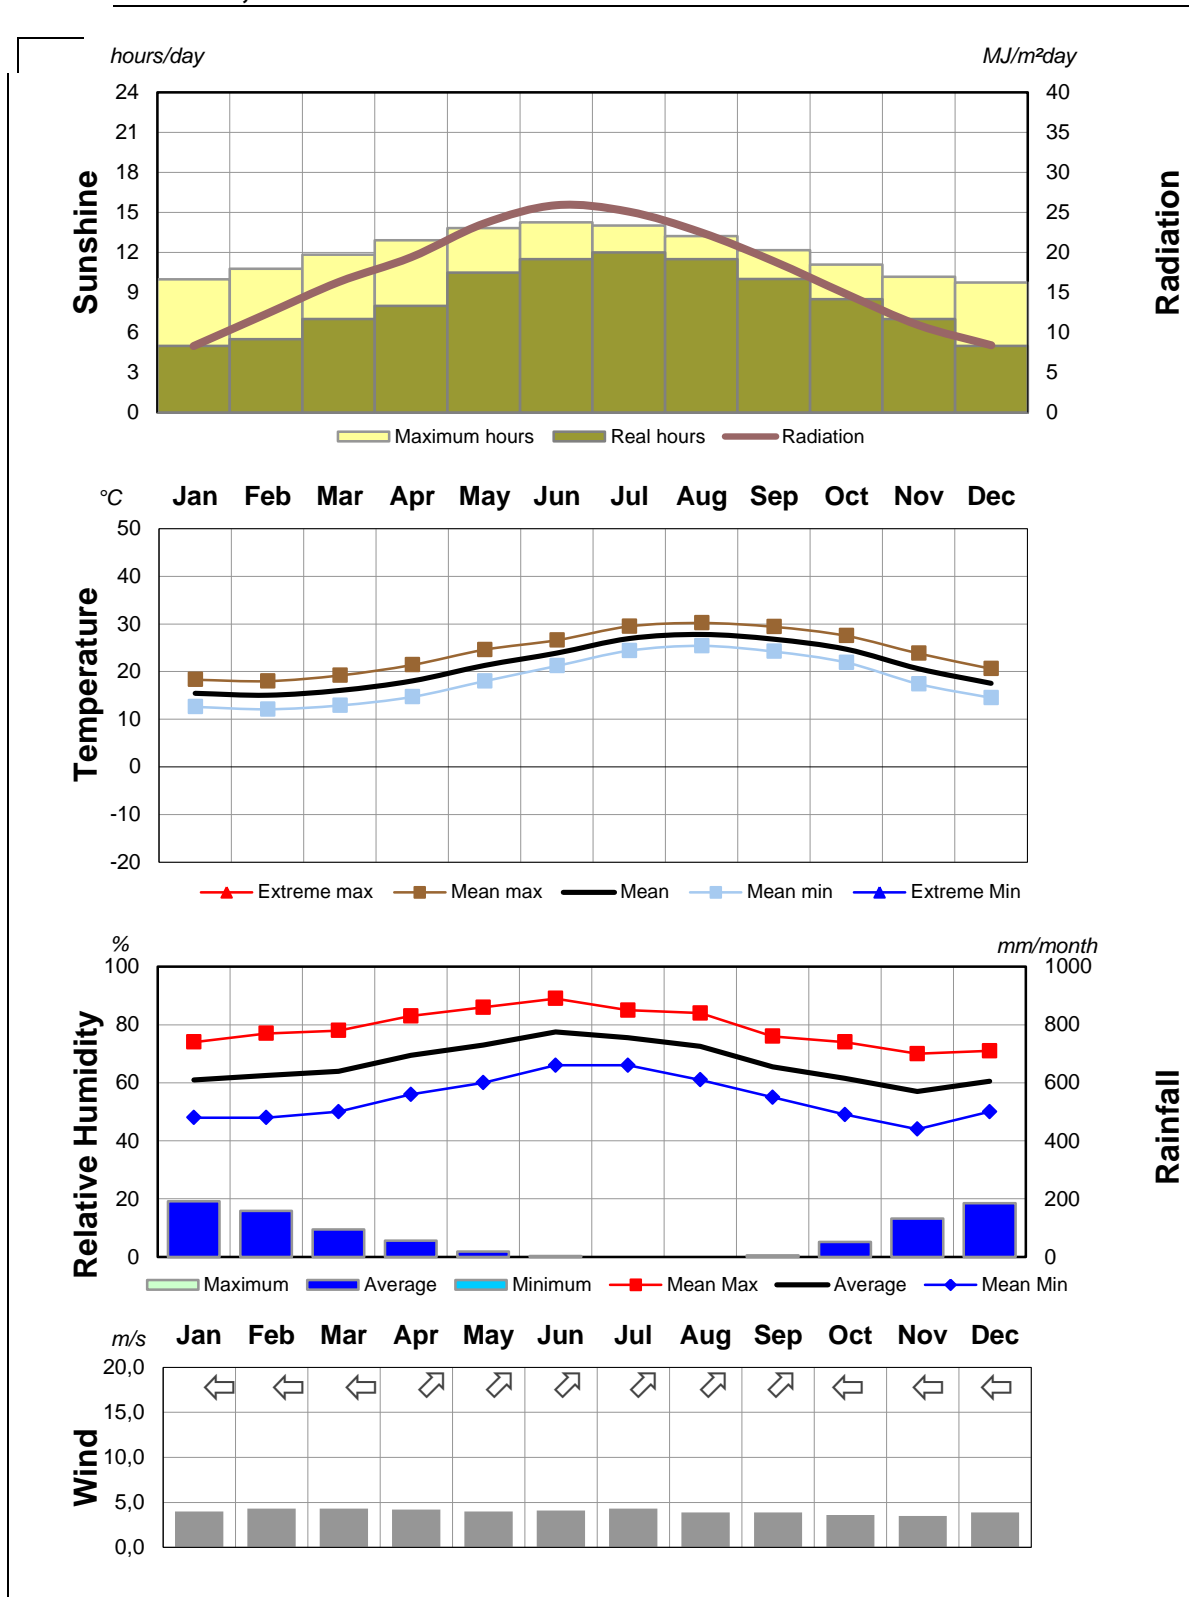 hours/day MJ/m²day
24 40
21 35
18 30
15 25
12 20
9 15
6 10
3 5
0 0
Sunshine
Radiation
Maximum hours Real hours Radiation
°C Jan Feb Mar Apr May Jun Jul Aug Sep Oct Nov Dec
50
40
30
20
10
0
-10
-20
Temperature
Extreme max Mean max Mean Mean min Extreme Min
% mm/month
100 1000
80 800
60 600
40 400
20 200
0 0
Relative Humidity
Rainfall
Maximum Average Minimum Mean Max Average Mean Min
m/s Jan Feb Mar Apr May Jun Jul Aug Sep Oct Nov Dec
20,0
15,0
10,0
5,0
0,0
Wind